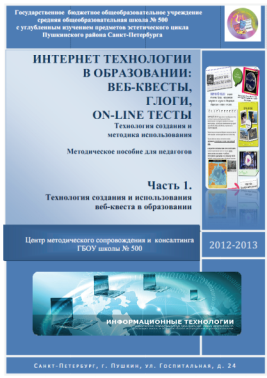 Государственное бюджетное общеобразовательное учреждение
средняя общеобразовательная школа № 500
с углубленным изучением предметов эстетического цикла
Пушкинского района Санкт-Петербурга
ИНТЕРНЕТ ТЕХНОЛОГИИ
В ОБРАЗОВАНИИ:
ВЕБ-КВЕСТЫ,
ГЛОГИ,
ON-LINE ТЕСТЫ
Технология создания и
методика использования
Методическое пособие для педагогов
Часть 1.
Технология создания и использования
веб-квеста в образовании
Центр методического сопровождения и консалтинга
ГБОУ школы № 500
2012-2013
ИНФОРМАЦИОННЫЕ ТЕХНОЛОГИИ
Санкт-Петербург, г. Пушкин, ул. Госпитальная, д. 24